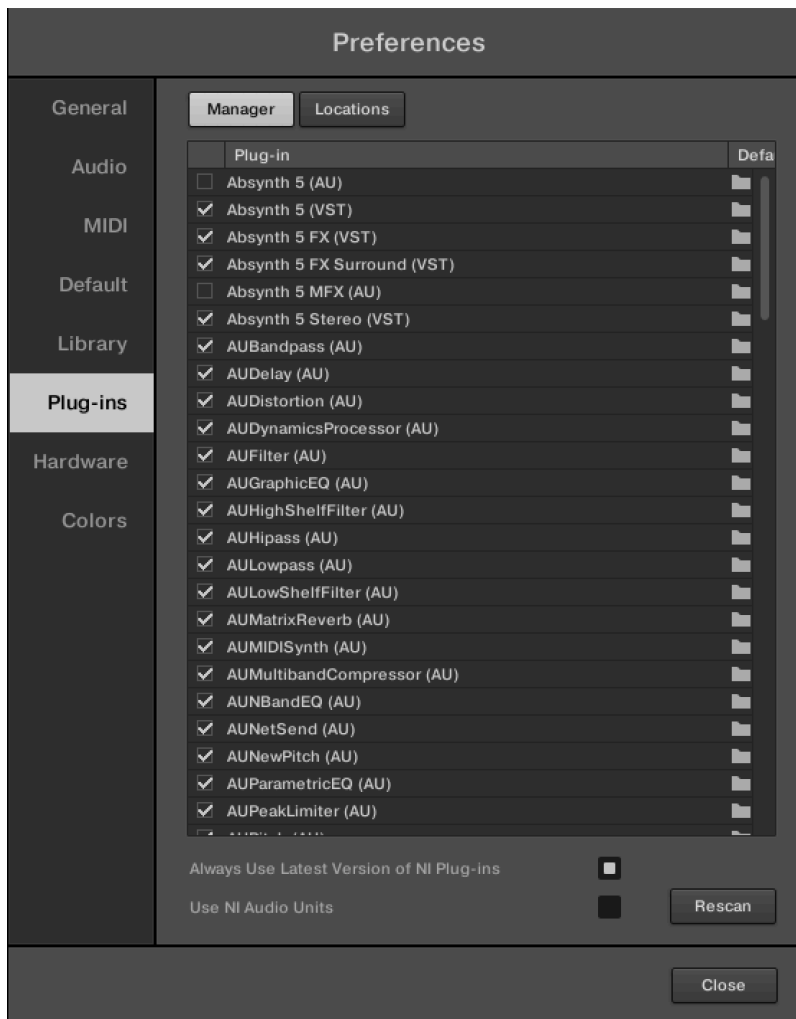 Preferences
General
Audio
MIDI
Default
Library
Plug-ins
Hardware
Colors
Manager
Locations
Plug-in
Defa
Absynth 5 (AU)
Absynth 5 (VST)
Absynth 5 FX (VST)
Absynth 5 FX Surround (VST)
Absynth 5 MFX (AU)
Absynth 5 Stereo (VST)
AUBandpass (AU)
AUDelay (AU)
AUDistortion (AU)
AUDynamicsProcessor (AU)
AUFilter (AU)
AUGraphicEQ (AU)
AUHighShelfFilter (AU)
AUHipass (AU)
AULowpass (AU)
AULowShelfFilter (AU)
AUMatrixReverb (AU)
AUMIDISynth (AU)
AUMultibandCompressor (AU)
AUNBandEQ (AU)
AUNetSend (AU)
AUNewPitch (AU)
AUParametricEQ (AU)
AUPeakLimiter (AU)
Always Use Latest Version of NI Plug-ins
Use NI Audio Units
Rescan
Close